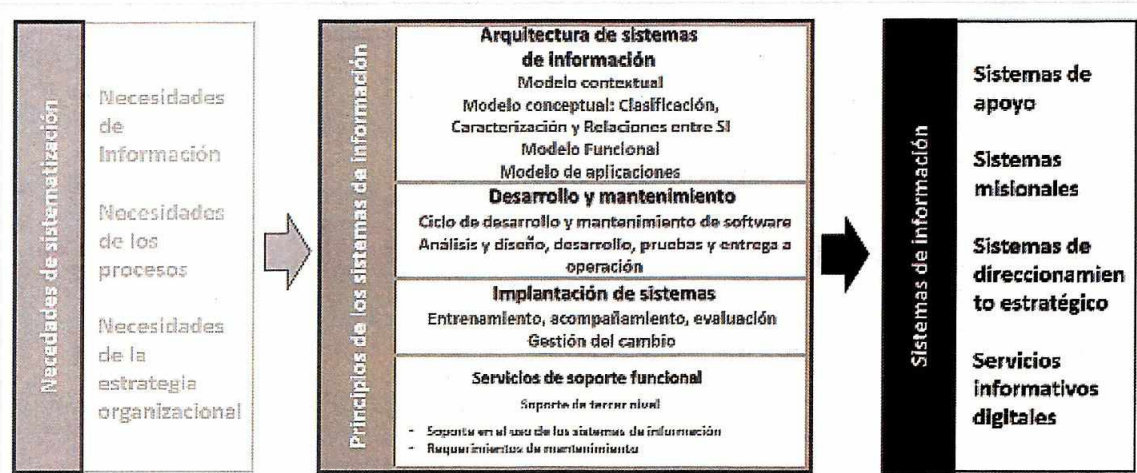 Necedades de sistematización
Necesidades
de
Información
Necesidades
de los
procesos
Necesidades
de la
estrategia
organizacional
Principios de los sistemas de información
Arquitectura de sistemas
de información
Modelo contextual
Modelo conceptual: Clasificación,
Caracterización y Relaciones entre SI
Modelo Funcional
Modelo de aplicaciones
Desarrollo y mantenimiento
Ciclo de desarrollo y mantenimiento de software
Análisis y diseño, desarrollo, pruebas y entrega a
operación
Implantación de sistemas
Entrenamiento, acompañamiento, evaluación
Gestión del cambio
Servicios de soporte funcional
Soporte de tercer nivel
- Soporte en el uso de los sistemas de información
- Requerimientos de mantenimiento
Sistemas de información
Sistemas de
apoyo
Sistemas
misionales
Sistemas de
direccionamien
to estratégico
Servicios
informativos
digitales